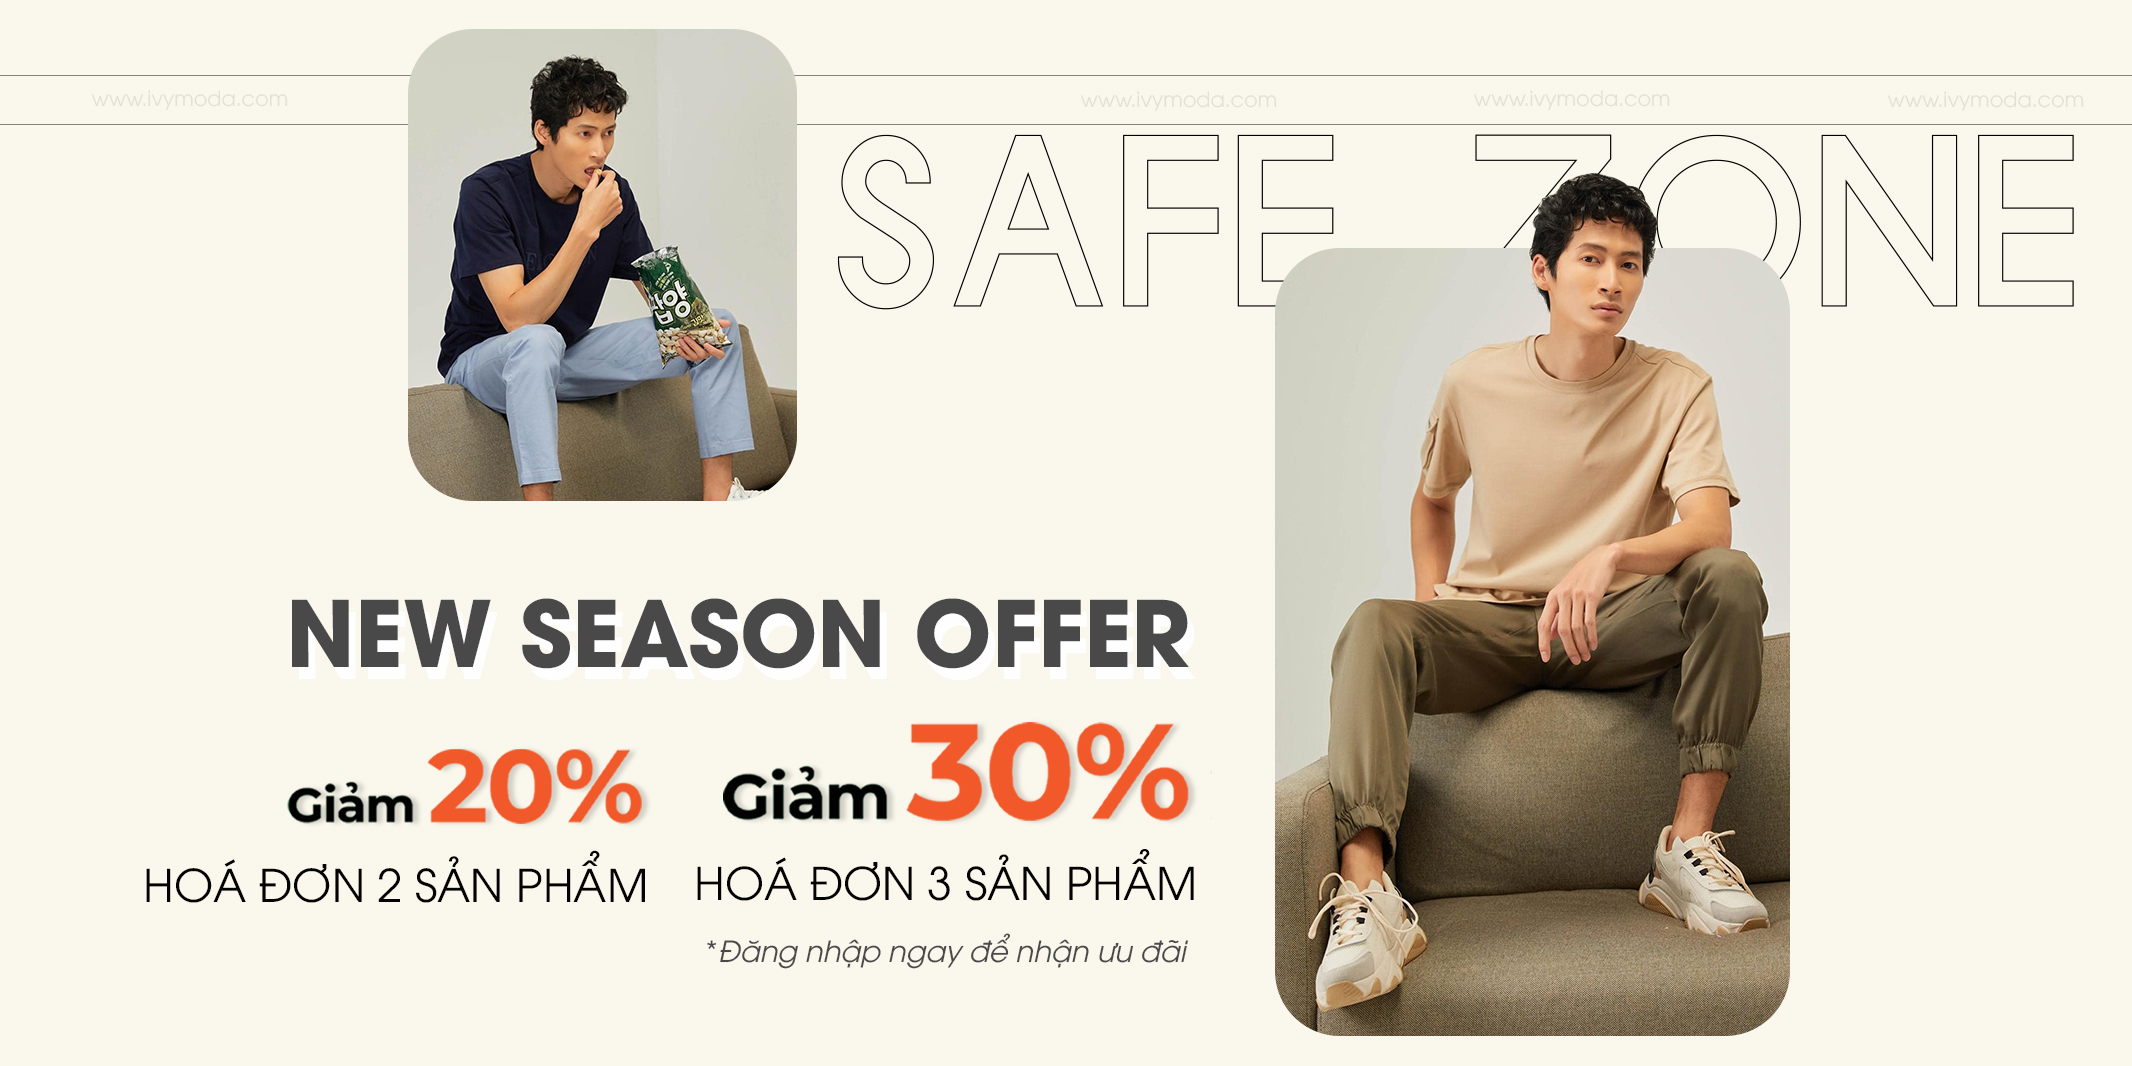 www.ivymoda.com
www.ivymoda.com
www.ivymoda.com
www.ivymoda.com
SAFE ZONE
삼양
NEW SEASON OFFER
Giảm 20%
HOÁ ĐƠN 2 SẢN PHẨM
Giảm 30%
HOÁ ĐƠN 3 SẢN PHẨM
*Đăng nhập ngay để nhận ưu đãi